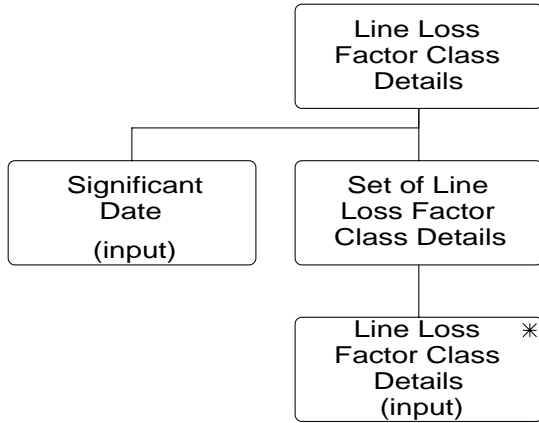 Line Loss
Factor Class
Details
Significant
Date
(input)
Set of Line
Loss Factor
Class Details
Line Loss *
Factor Class
Details
(input)